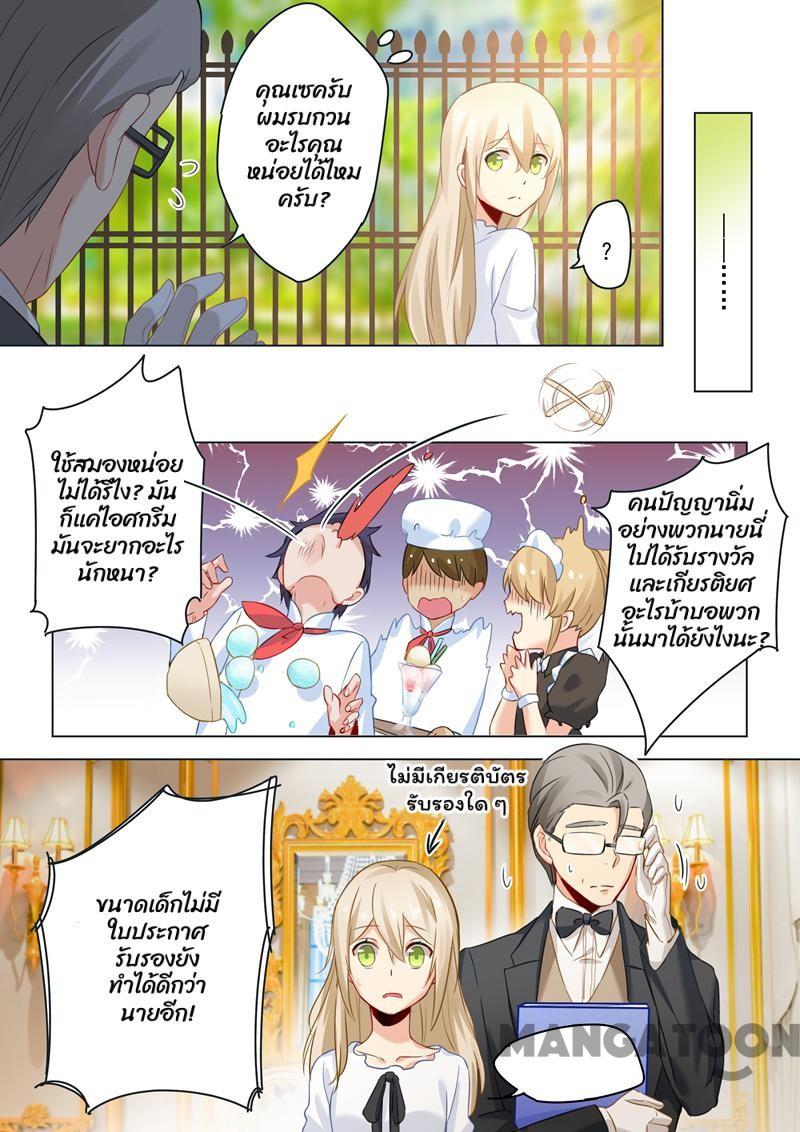 คุณเซครับ
ผมรบกวน
อะไรคุณ
หน่อยได้ไหม
ครับ?
?
ใช้สมองหน่อย
ไม่ได้รึไง? มัน
ก็แค่ไอศกรีม
มันจะยากอะไร
นักหนา?
คนปัญญานิ่ม
อย่างพวกนายนี่
ไปได้รับรางวัล
และเกียรติยศ
อะไรบ้าบอพวก
นั้นมาได้ยังไงนะ?
ไม่มีเกียรติบัตร
รับรองใด ๆ
ขนาดเด็กไม่มี
ใบประกาศ
รับรองยัง
ทำได้ดีกว่า
นายอีก!
MANGATOON